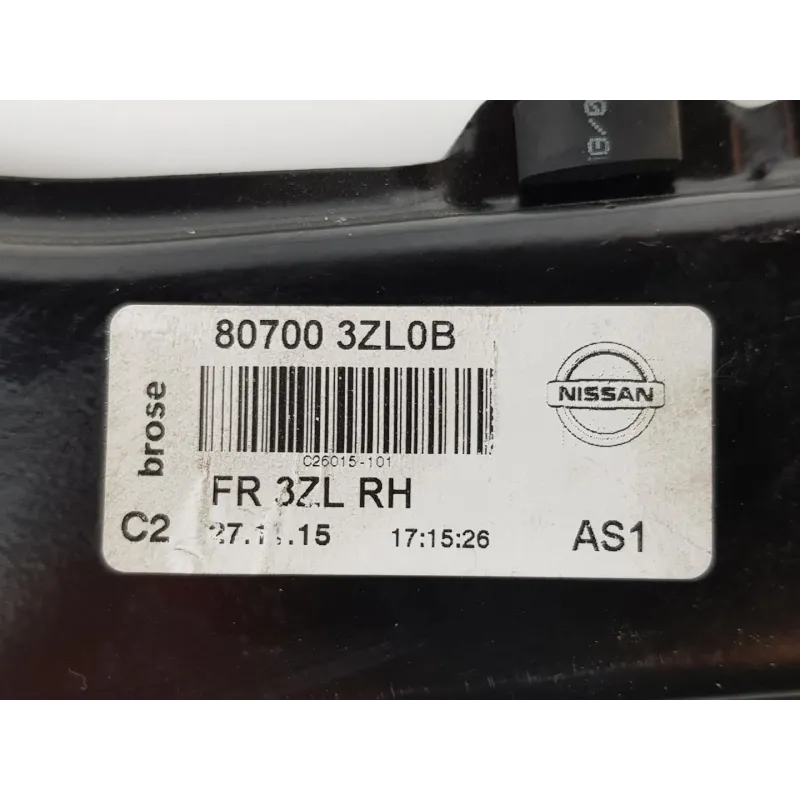 80700 3ZL0B
brose
NISSAN
C26015-101
FR 3ZL RH
C2
17:15:26
AS1